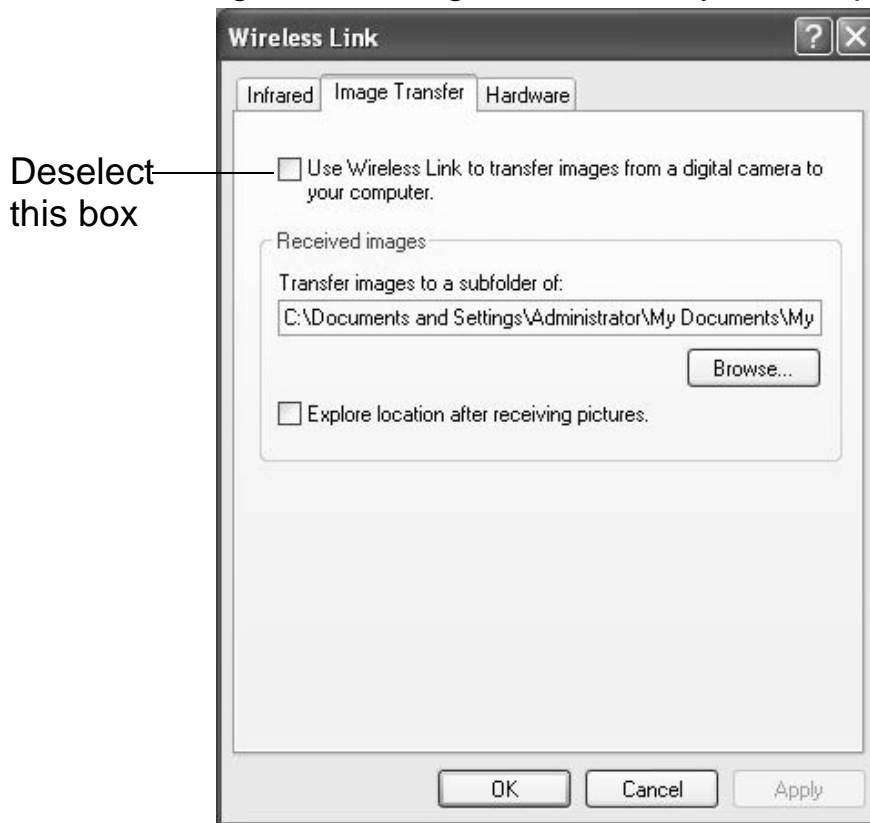 Wireless Link
Infrared
Image Transfer
Hardware
Deselect
this box
Use Wireless Link to transfer images from a digital camera to
your computer.
Received images
Transfer images to a subfolder of:
C:\Documents and Settings\Administrator\My Documents\My
Browse...
Explore location after receiving pictures.
OK
Cancel
Apply